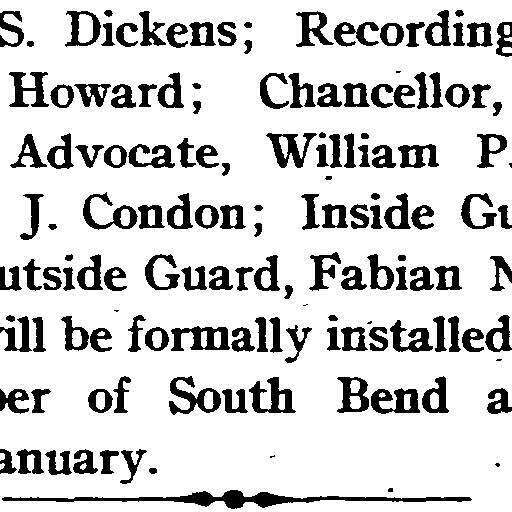 S. Dickens; Recording
Howard; Chancellor,
Advocate, William P.
J. Condon; Inside Gu
utside Guard, Fabian N
ill be formally installed
er of South Bend a
anuary.